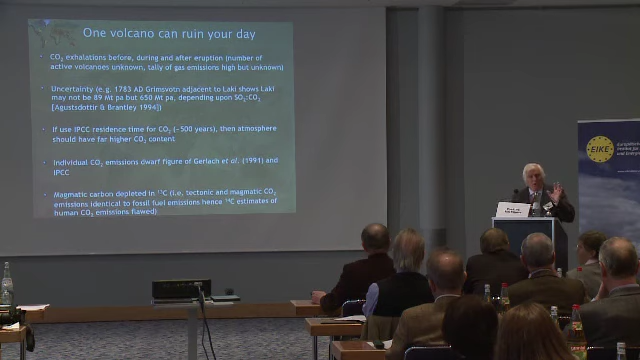 One volcano can ruin your day
CO₂ exhalations before, during and after eruption (number of
active volcanoes unknown, tally of gas emissions high but unknown)
Uncertainty (e.g. 1783 AD Grimsvotn adjacent to Laki shows Laki
may not be 89 Mt pa but 650 Mt pa, depending upon SO₂:CO₂
[Agustsdottir & Brantley 1994])
If use IPCC residence time for CO₂ (~500 years), then atmosphere
should have far higher CO₂ content
Individual CO₂ emissions dwarf figure of Gerlach et al. (1991) and
IPCC
Magmatic carbon depleted in ¹³C (i.e., tectonic and magmatic CO₂
emissions identical to fossil fuel emissions hence ¹⁴C estimates of
human CO₂ emissions flawed)
EIKE